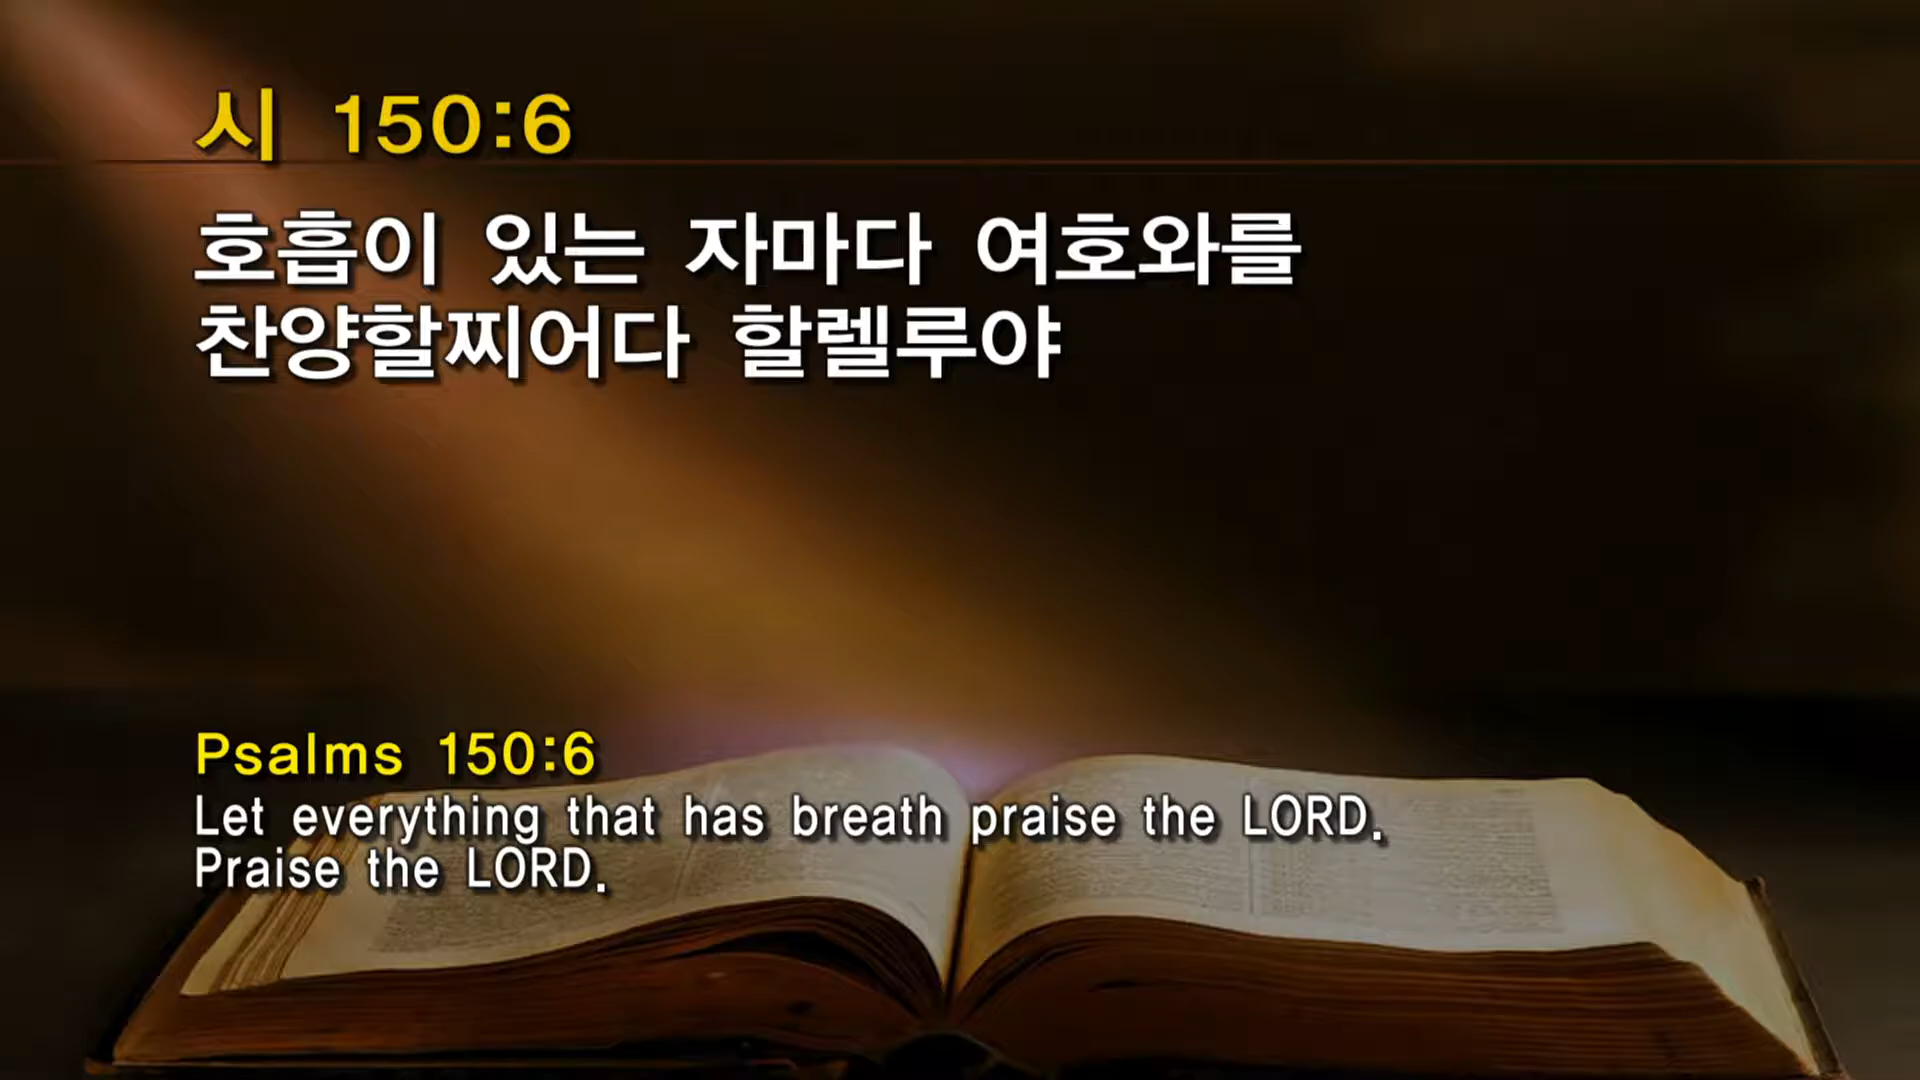 시 150:6
호흡이 있는 자마다 여호와를
찬양할찌어다 할렐루야
Psalms 150:6
Let everything that has breath praise the LORD.
Praise the LORD.